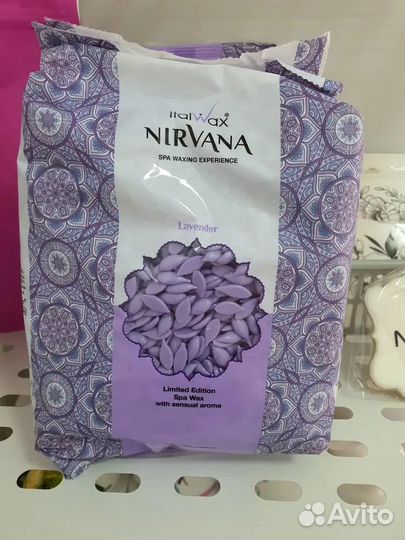 italwax®
NIRVANA
SPA WAXING EXPERIENCE
Lavender
Limited Edition
Spa Wax
with sensual aroma
N
Avito